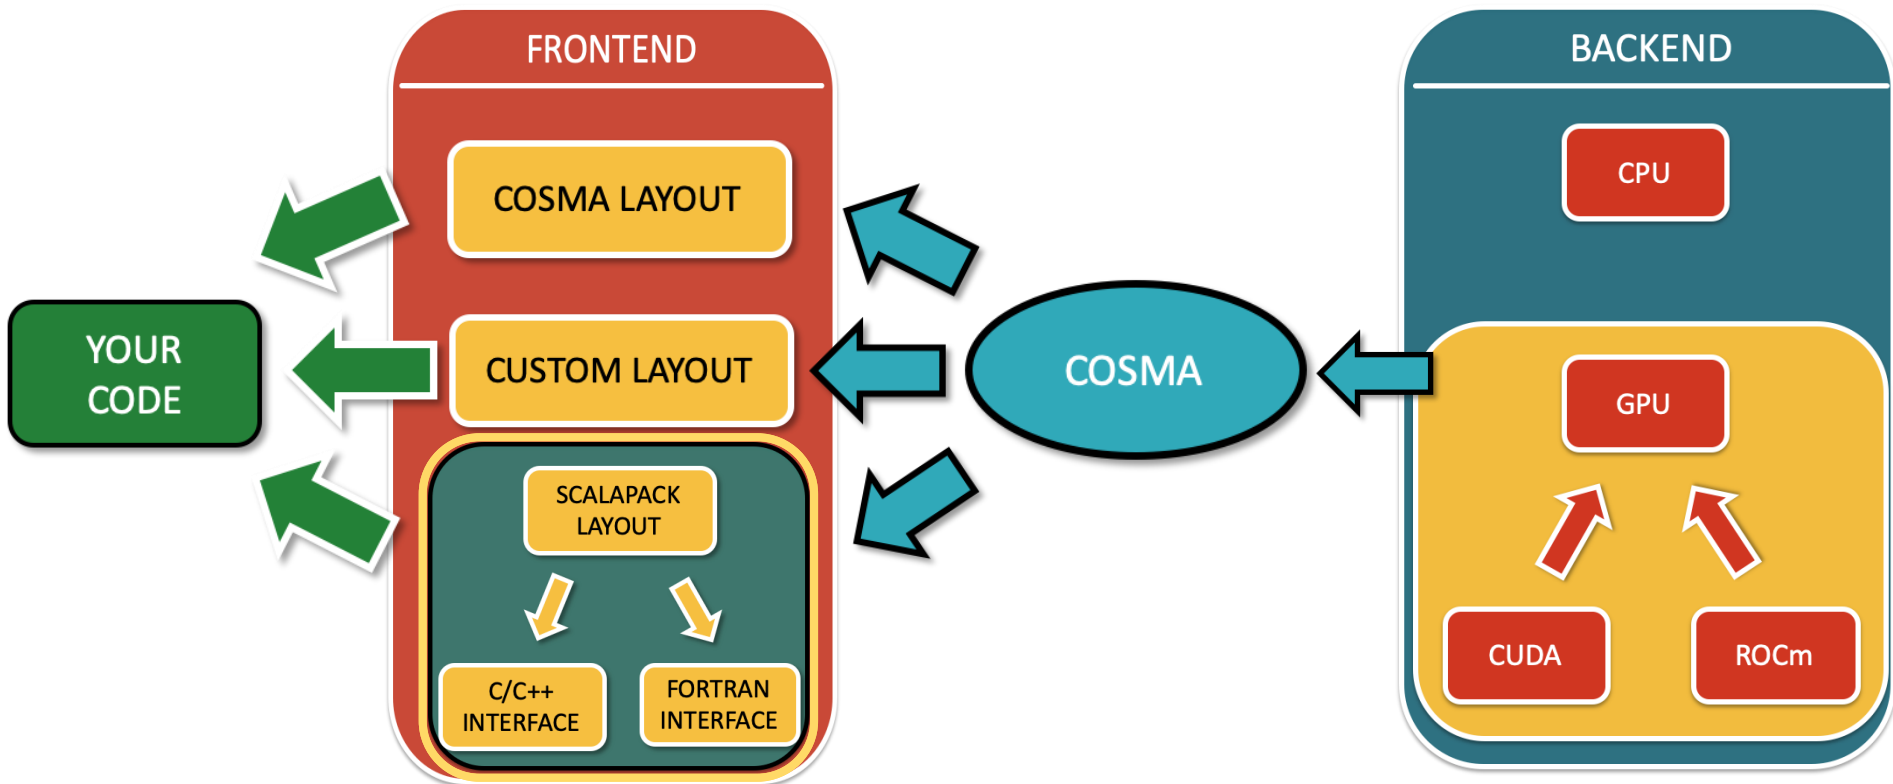 FRONTEND
BACKEND
COSMA LAYOUT
CPU
YOUR
CODE
CUSTOM LAYOUT
COSMA
GPU
SCALAPACK
LAYOUT
C/C++
INTERFACE
FORTRAN
INTERFACE
CUDA
ROCm